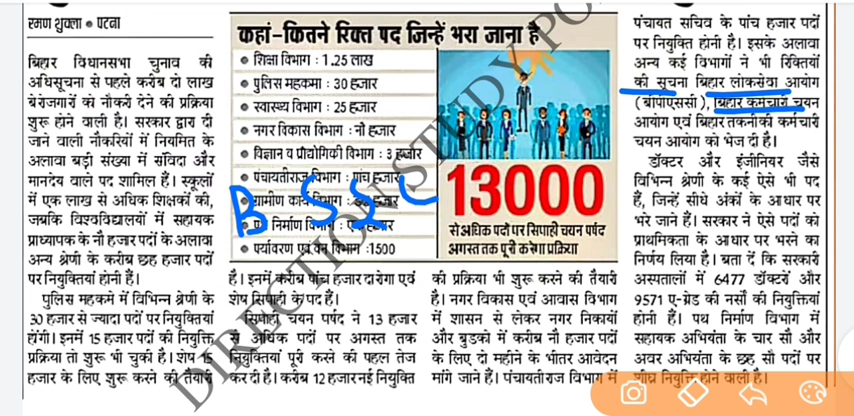 रमण शुक्ला • पटना
बिहार विधानसभा चुनाव की
अधिसूचना से पहले करीब दो लाख
बेरोजगारों को नौकरी देने की प्रक्रिया
शुरू होने वाली है। सरकार द्वारा दी
जाने वाली नौकरियों में नियमित के
अलावा बड़ी संख्या में संविदा और
मानदेय वाले पद शामिल हैं। स्कूलों
में एक लाख से अधिक शिक्षकों की,
जबकि विश्वविद्यालयों में सहायक
प्राध्यापक के नौ हजार पदों के अलावा
अन्य श्रेणी के करीब छह हजार पदों
पर नियुक्तियां होनी हैं।
पुलिस महकमे में विभिन्न श्रेणी के
30 हजार से ज्यादा पदों पर नियुक्तियां
होंगी। इनमें 15 हजार पदों की नियुक्ति
प्रक्रिया तो शुरू भी चुकी है। शेष 15
हजार के लिए शुरू करने की तैयारी
कहां-कितने रिक्त पद जिन्हें भरा जाना है
• शिक्षा विभाग : 1.25 लाख
• पुलिस महकमा : 30 हजार
• स्वास्थ्य विभाग : 25 हजार
• नगर विकास विभाग : नौ हजार
• विज्ञान व प्रौद्योगिकी विभाग : 3 हजार
• पंचायतीराज विभाग : पांच हजार
• ग्रामीण कार्य विभाग : हजार
• पथ निर्माण विभाग : एक हजार
• पर्यावरण एवं वन विभाग :1500
BSSC
13000
से अधिक पदों पर सिपाही चयन पर्षद
अगस्त तक पूरी करेगा प्रक्रिया
है। इनमें करीब पांच हजार दारोगा एवं
शेष सिपाही के पद हैं।
सिपाही चयन पर्षद ने 13 हजार
से अधिक पदों पर अगस्त तक
नियुक्तियां पूरी करने की पहल तेज
कर दी है। करीब 12 हजार नई नियुक्ति
की प्रक्रिया भी शुरू करने की तैयारी
है। नगर विकास एवं आवास विभाग
में शासन से लेकर नगर निकायों
और बुडको में करीब नौ हजार पदों
के लिए दो महीने के भीतर आवेदन
मांगे जाने हैं। पंचायतीराज विभाग में
पंचायत सचिव के पांच हजार पदों
पर नियुक्ति होनी है। इसके अलावा
अन्य कई विभागों ने भी रिक्तियों
की सूचना बिहार लोकसेवा आयोग
(बीपीएससी), बिहार कर्मचारी चयन
आयोग एवं बिहार तकनीकी कर्मचारी
चयन आयोग को भेज दी है।
डॉक्टर और इंजीनियर जैसे
विभिन्न श्रेणी के कई ऐसे भी पद
हैं, जिनहें सीधे अंकों के आधार पर
भरे जाने हैं। सरकार ने ऐसे पदों को
प्राथमिकता के आधार पर भरने का
निर्णय लिया है। बता दें कि सरकारी
अस्पतालों में 6477 डॉक्टरों और
9571 ए-ग्रेड की नर्सों की नियुक्तियां
होनी हैं। पथ निर्माण विभाग में
सहायक अभियंता के चार सौ और
अवर अभियंता के छह सौ पदों पर
शीघ्र नियुक्ति होने वाली है।
DIRECTION STUDY PO